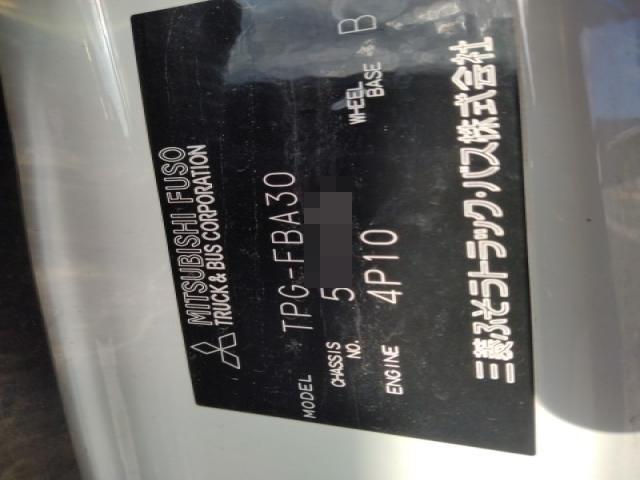 MITSUBISHI FUSO
TRUCK & BUS CORPORATION
MODEL TPG-FBA30
CHASSIS NO. 5
ENGINE 4P10
WHEEL BASE B
三菱ふそうトラック・バス株式会社